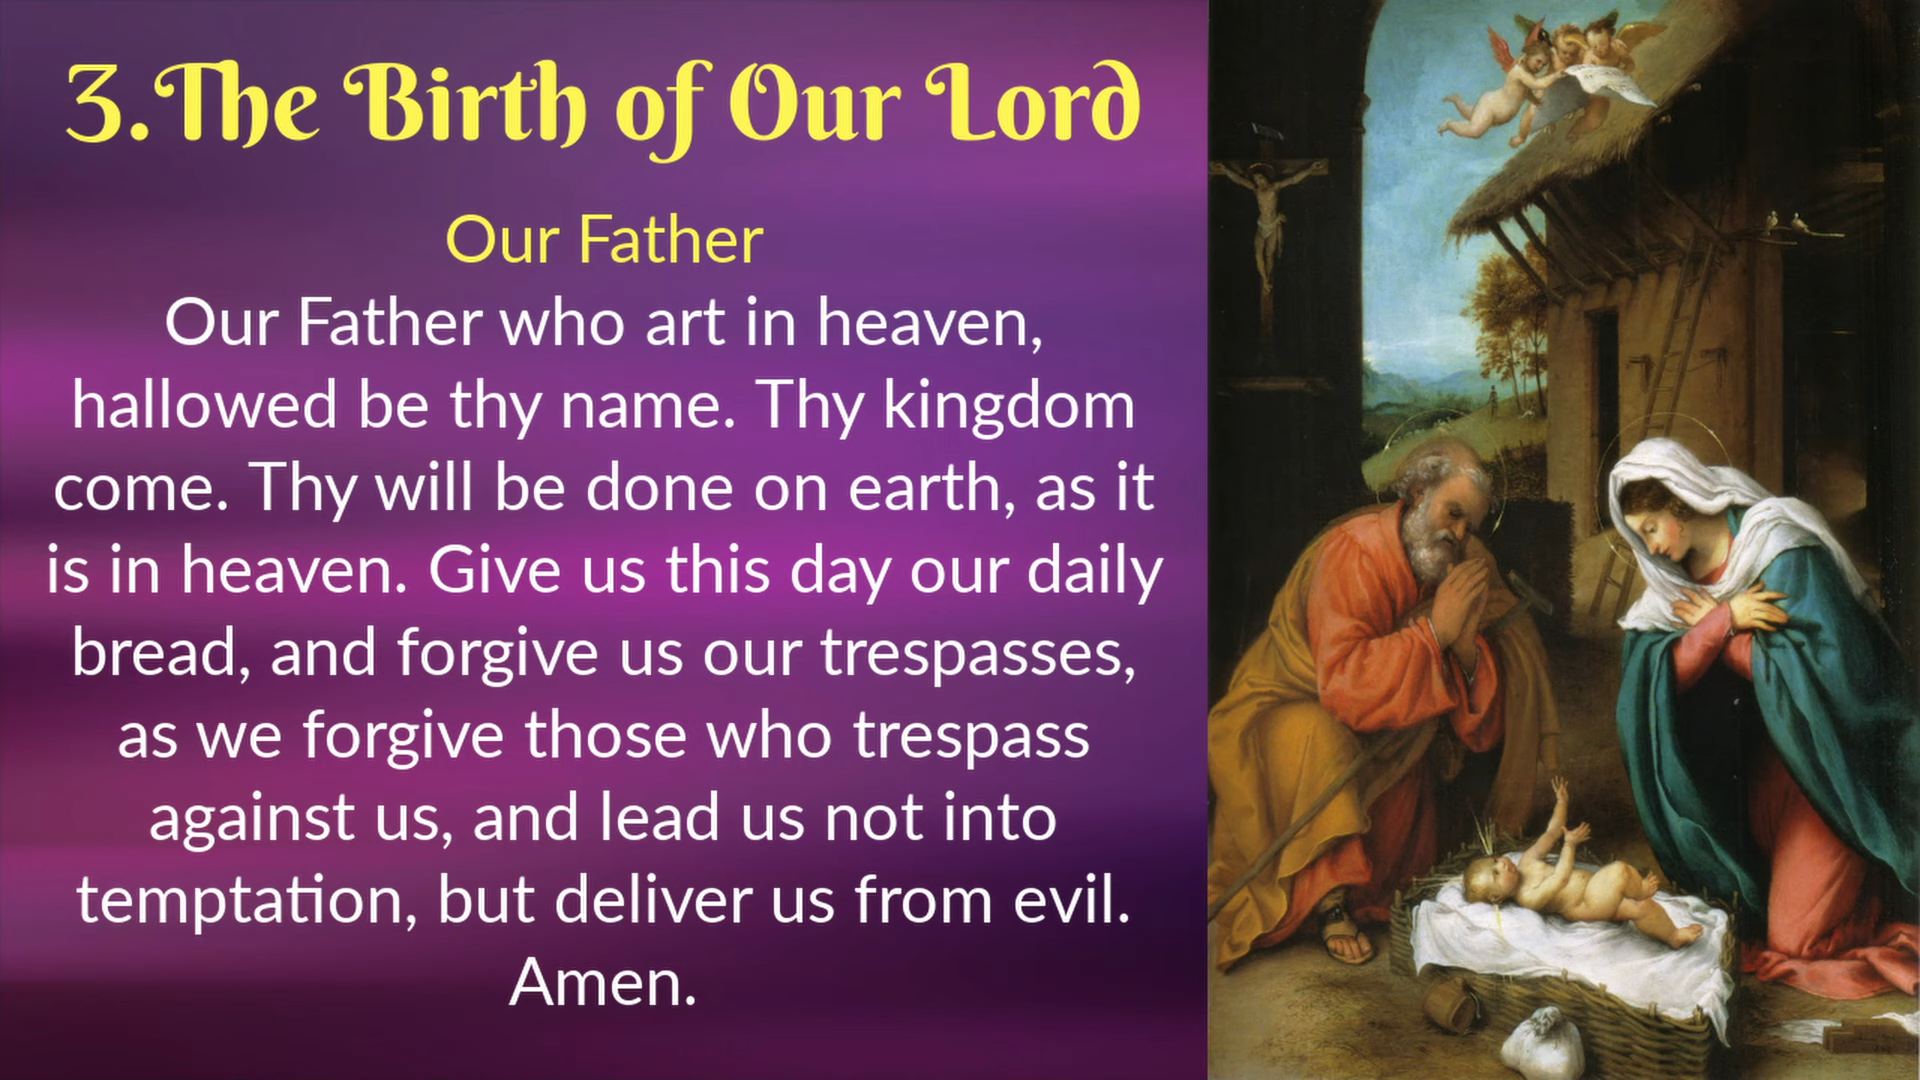 3.The Birth of Our Lord
Our Father
Our Father who art in heaven,
hallowed be thy name. Thy kingdom
come. Thy will be done on earth, as it
is in heaven. Give us this day our daily
bread, and forgive us our trespasses,
as we forgive those who trespass
against us, and lead us not into
temptation, but deliver us from evil.
Amen.